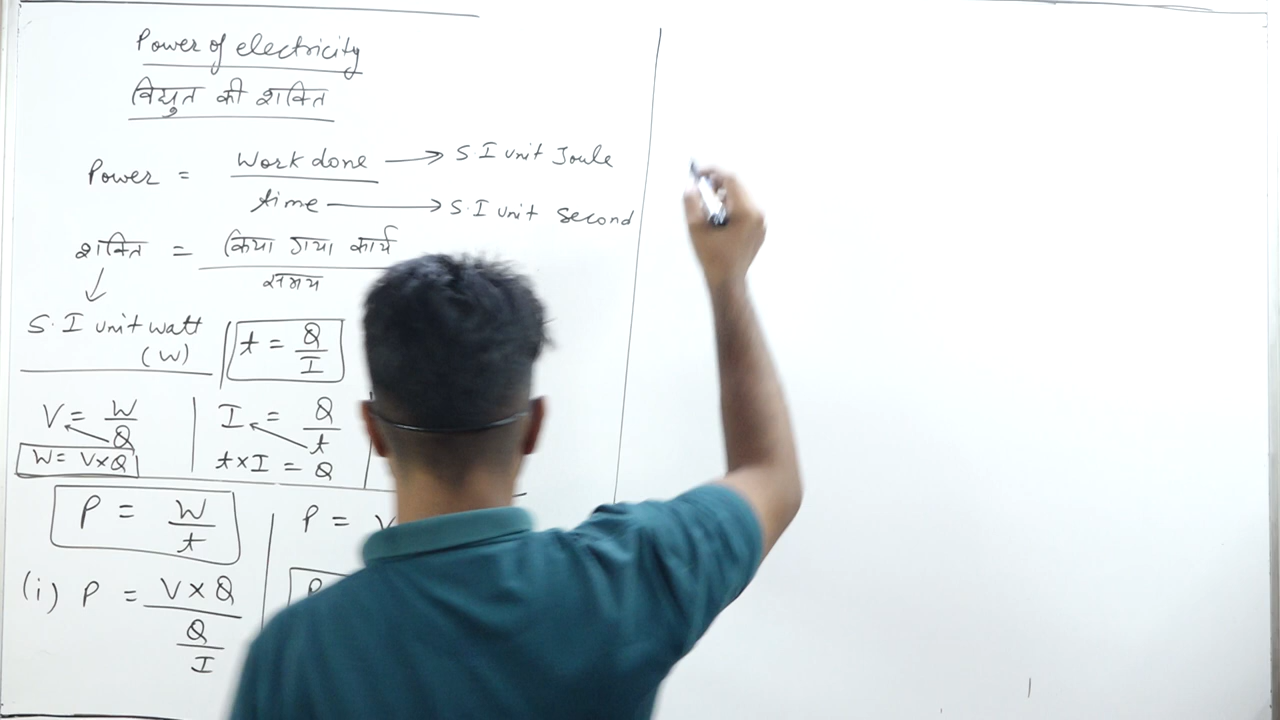 Power of electricity
विद्युत की शक्ति
Power = Work done / time
→ S.I unit Joule
→ S.I unit Second
शक्ति = किया गया कार्य / समय
S.I unit watt
(W)
t = Q / I
V = W / Q
W = V×Q
I = Q / t
t×I = Q
P = W / t
P = V
(i) P = V×Q / Q / I
P